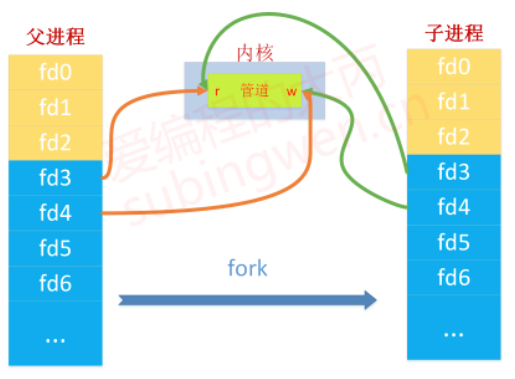 父进程
fd0
fd1
fd2
fd3
fd4
fd5
fd6
...
内核
r 管道 w
fork
子进程
fd0
fd1
fd2
fd3
fd4
fd5
fd6
...
爱编程的大丙
subingwen.cn